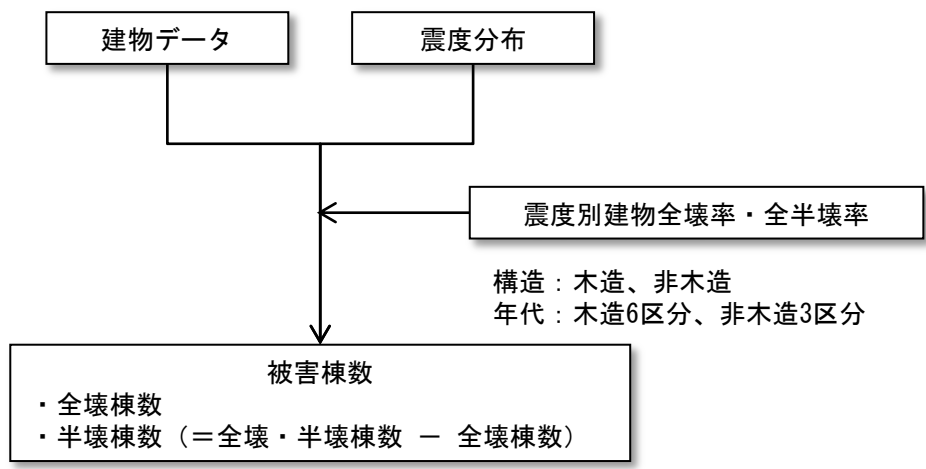 建物データ
震度分布
震度別建物全壊率・全半壊率
構造：木造、非木造
年代：木造6区分、非木造3区分
被害棟数
・全壊棟数
・半壊棟数（＝全壊・半壊棟数 － 全壊棟数）